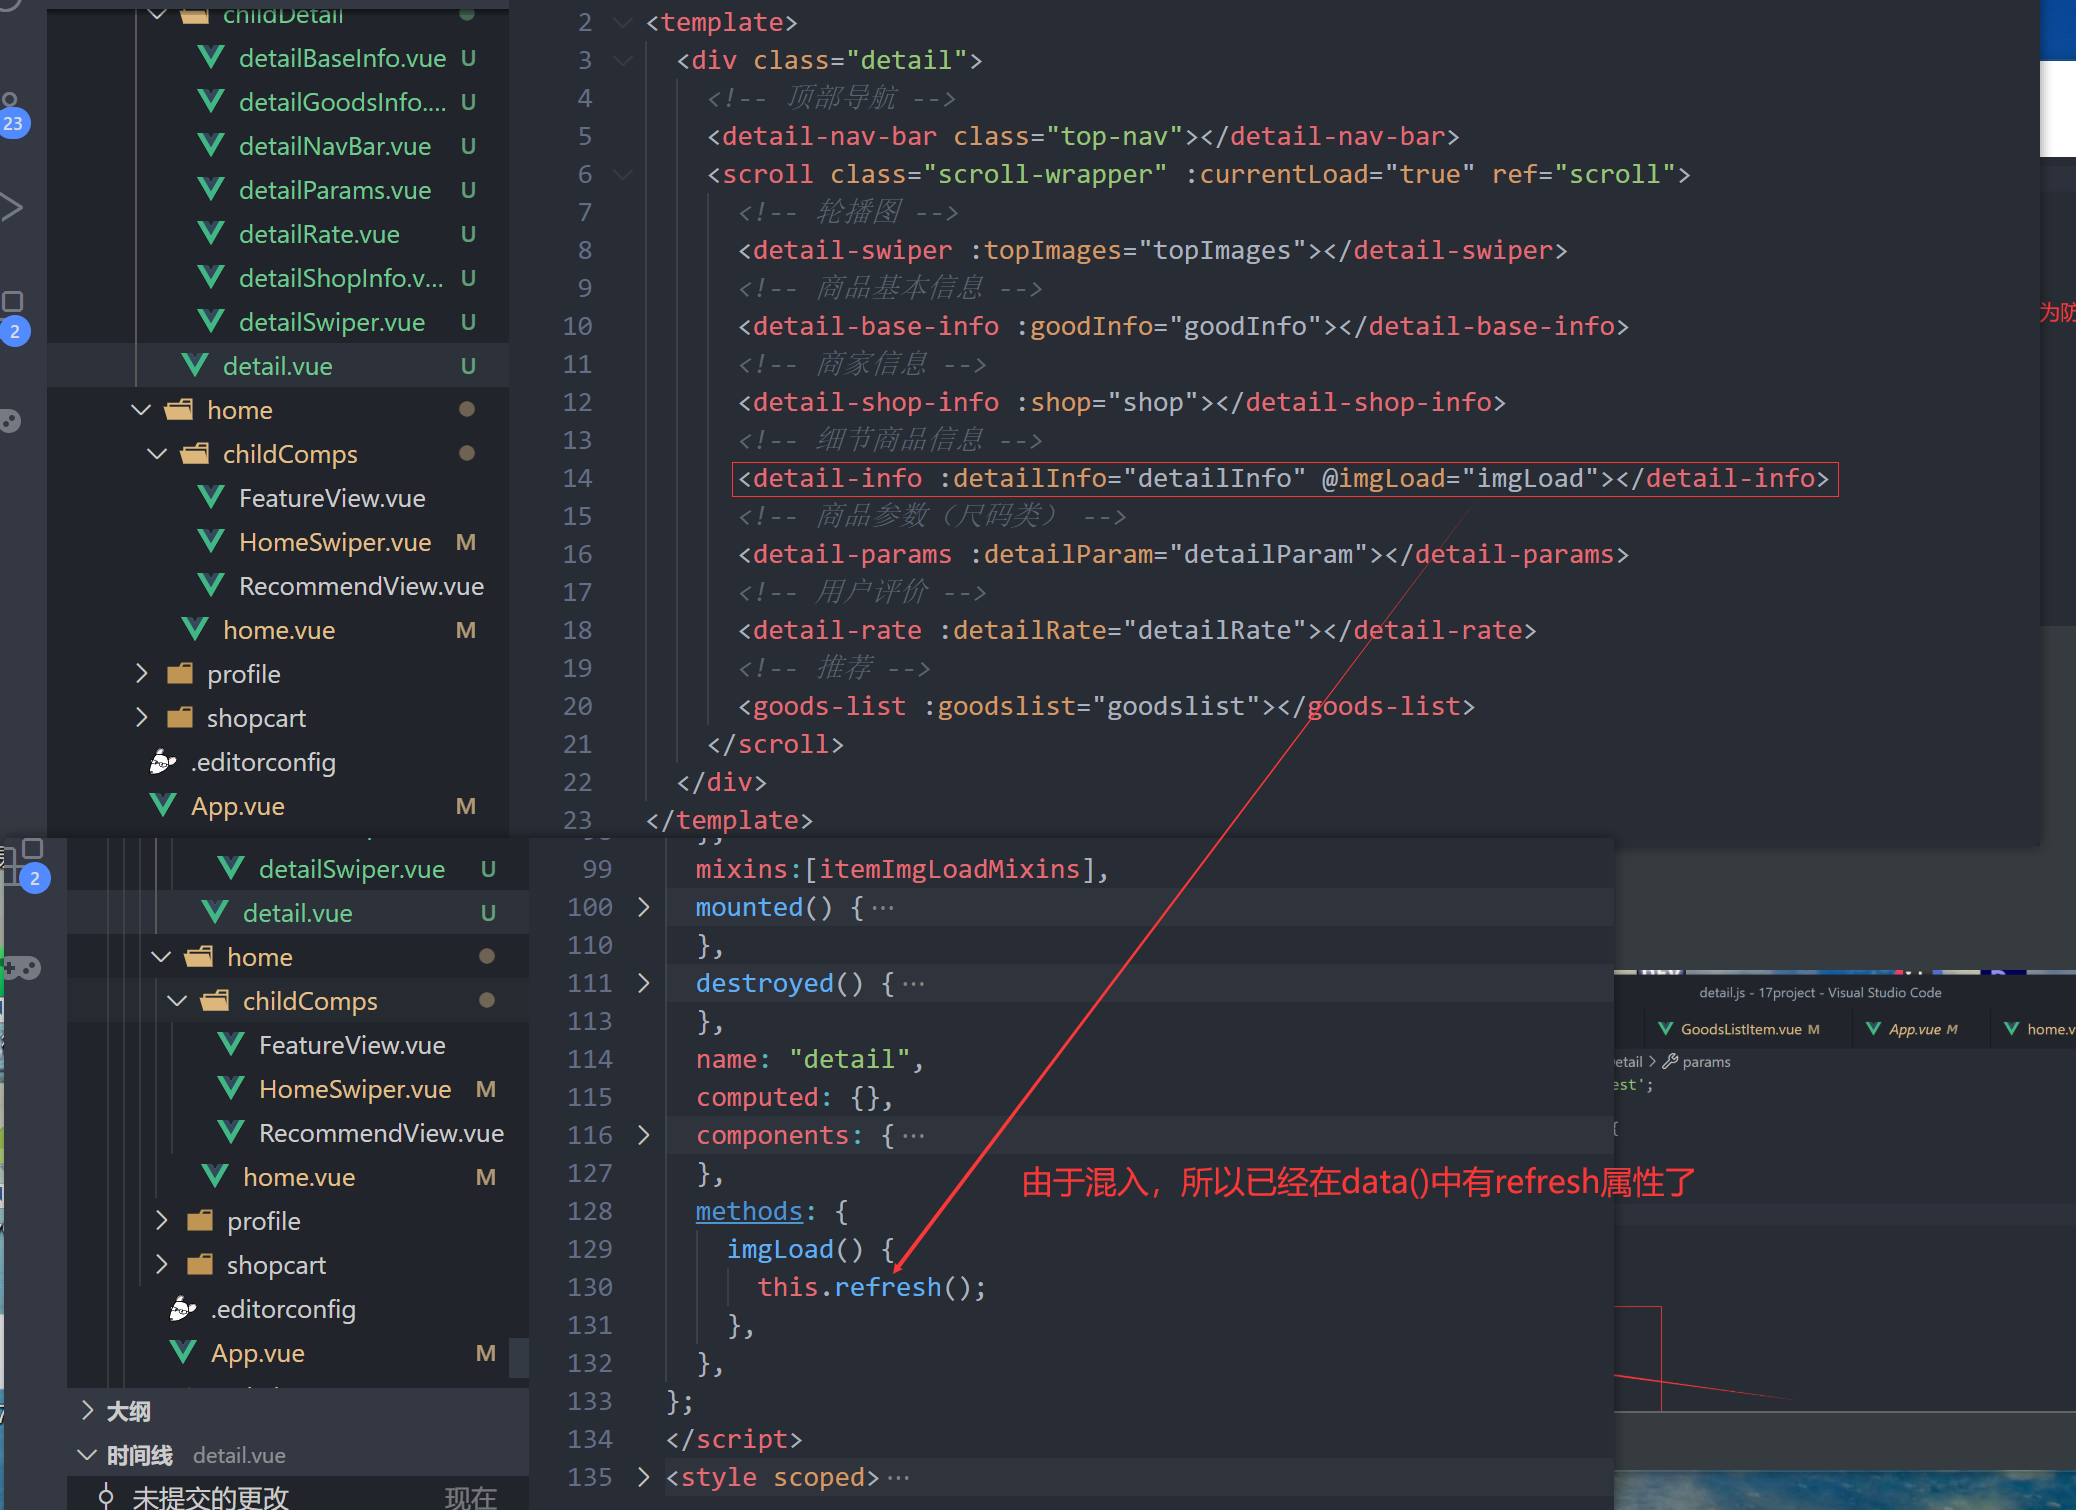 childDetail
detailBaseInfo.vue U
detailGoodsInfo.... U
detailNavBar.vue U
detailParams.vue U
detailRate.vue U
detailShopInfo.v... U
detailSwiper.vue U
detail.vue U
home
childComps
FeatureView.vue
HomeSwiper.vue M
RecommendView.vue
home.vue M
profile
shopcart
.editorconfig
App.vue M
23
2
2 <template>
3 <div class="detail">
4 <!-- 顶部导航 -->
5 <detail-nav-bar class="top-nav"></detail-nav-bar>
6 <scroll class="scroll-wrapper" :currentLoad="true" ref="scroll">
7 <!-- 轮播图 -->
8 <detail-swiper :topImages="topImages"></detail-swiper>
9 <!-- 商品基本信息 -->
10 <detail-base-info :goodInfo="goodInfo"></detail-base-info>
11 <!-- 商家信息 -->
12 <detail-shop-info :shop="shop"></detail-shop-info>
13 <!-- 细节商品信息 -->
14 <detail-info :detailInfo="detailInfo" @imgLoad="imgLoad"></detail-info>
15 <!-- 商品参数（尺码类） -->
16 <detail-params :detailParam="detailParam"></detail-params>
17 <!-- 用户评价 -->
18 <detail-rate :detailRate="detailRate"></detail-rate>
19 <!-- 推荐 -->
20 <goods-list :goodslist="goodslist"></goods-list>
21 </scroll>
22 </div>
23 </template>
为防
2
detailSwiper.vue U
detail.vue U
home
childComps
FeatureView.vue
HomeSwiper.vue M
RecommendView.vue
home.vue M
profile
shopcart
.editorconfig
App.vue M
大纲
时间线 detail.vue
未提交的更改 现在
99 mixins:[itemImgLoadMixins],
100 mounted() {···
110 },
111 destroyed() {···
113 },
114 name: "detail",
115 computed: {},
116 components: {···
127 },
128 methods: {
129 imgLoad() {
130 this.refresh();
131 },
132 },
133 };
134 </script>
135 <style scoped>···
由于混入，所以已经在data()中有refresh属性了
detail.js - 17project - Visual Studio Code
GoodsListItem.vue M App.vue M home.v
etail > params
est';
{